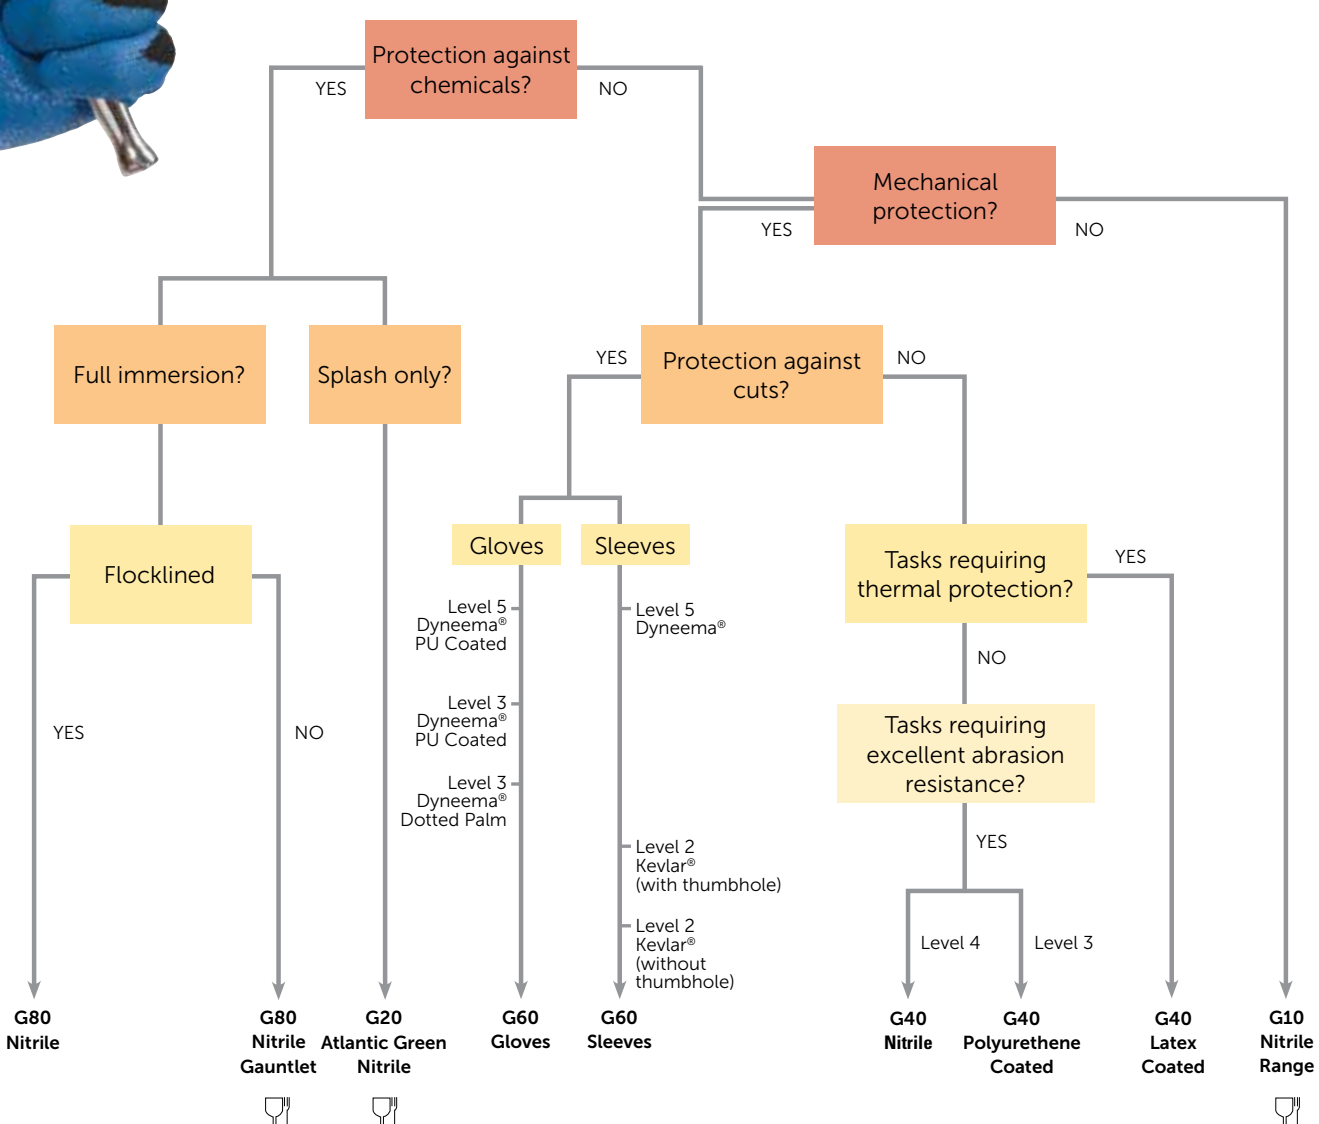 Protection against
chemicals?
YES
NO
Mechanical
protection?
YES
NO
Full immersion?
Splash only?
YES
Protection against
cuts?
NO
Flocklined
YES
NO
Gloves
Sleeves
Level 5
Dyneema®
PU Coated
Level 3
Dyneema®
PU Coated
Level 3
Dyneema®
Dotted Palm
Level 5
Dyneema®
Level 2
Kevlar®
(with thumbhole)
Level 2
Kevlar®
(without
thumbhole)
Tasks requiring
thermal protection?
YES
NO
Tasks requiring
excellent abrasion
resistance?
YES
Level 4
Level 3
G80
Nitrile
G80
Nitrile
Gauntlet
G20
Atlantic Green
Nitrile
G60
Gloves
G60
Sleeves
G40
Nitrile
G40
Polyurethene
Coated
G40
Latex
Coated
G10
Nitrile
Range